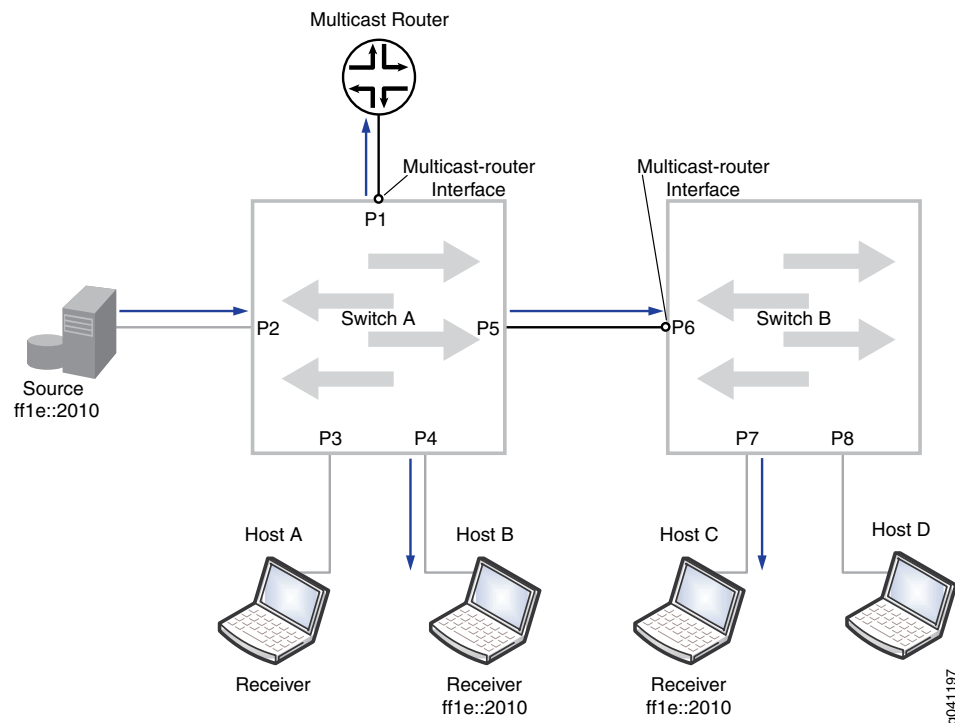 Multicast Router
Multicast-router
Interface
Multicast-router
Interface
P1
P2
Switch A
P5
P6
Switch B
Source
ff1e::2010
P3
P4
P7
P8
Host A
Host B
Host C
Host D
Receiver
Receiver
ff1e::2010
Receiver
ff1e::2010
g041197